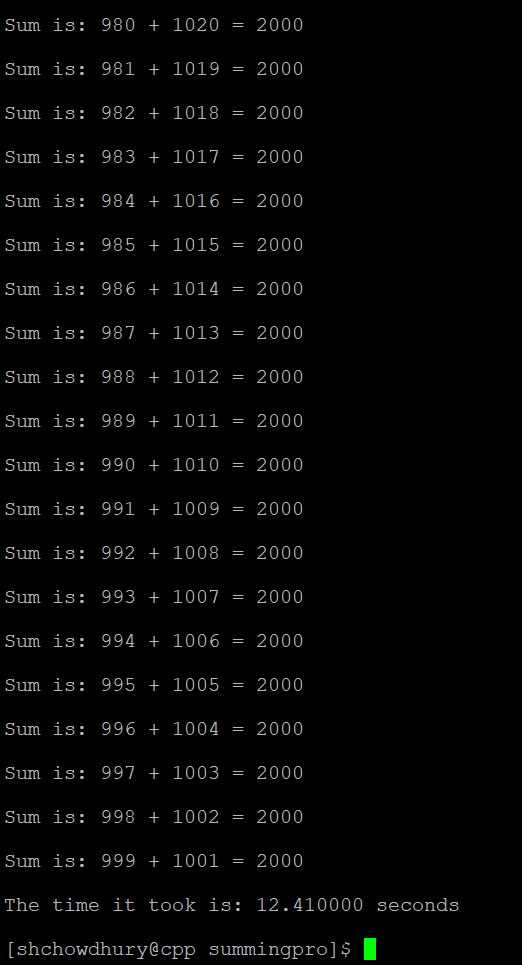 Sum is: 980 + 1020 = 2000
Sum is: 981 + 1019 = 2000
Sum is: 982 + 1018 = 2000
Sum is: 983 + 1017 = 2000
Sum is: 984 + 1016 = 2000
Sum is: 985 + 1015 = 2000
Sum is: 986 + 1014 = 2000
Sum is: 987 + 1013 = 2000
Sum is: 988 + 1012 = 2000
Sum is: 989 + 1011 = 2000
Sum is: 990 + 1010 = 2000
Sum is: 991 + 1009 = 2000
Sum is: 992 + 1008 = 2000
Sum is: 993 + 1007 = 2000
Sum is: 994 + 1006 = 2000
Sum is: 995 + 1005 = 2000
Sum is: 996 + 1004 = 2000
Sum is: 997 + 1003 = 2000
Sum is: 998 + 1002 = 2000
Sum is: 999 + 1001 = 2000
The time it took is: 12.410000 seconds
[shchowdhury@cpp summingpro]$